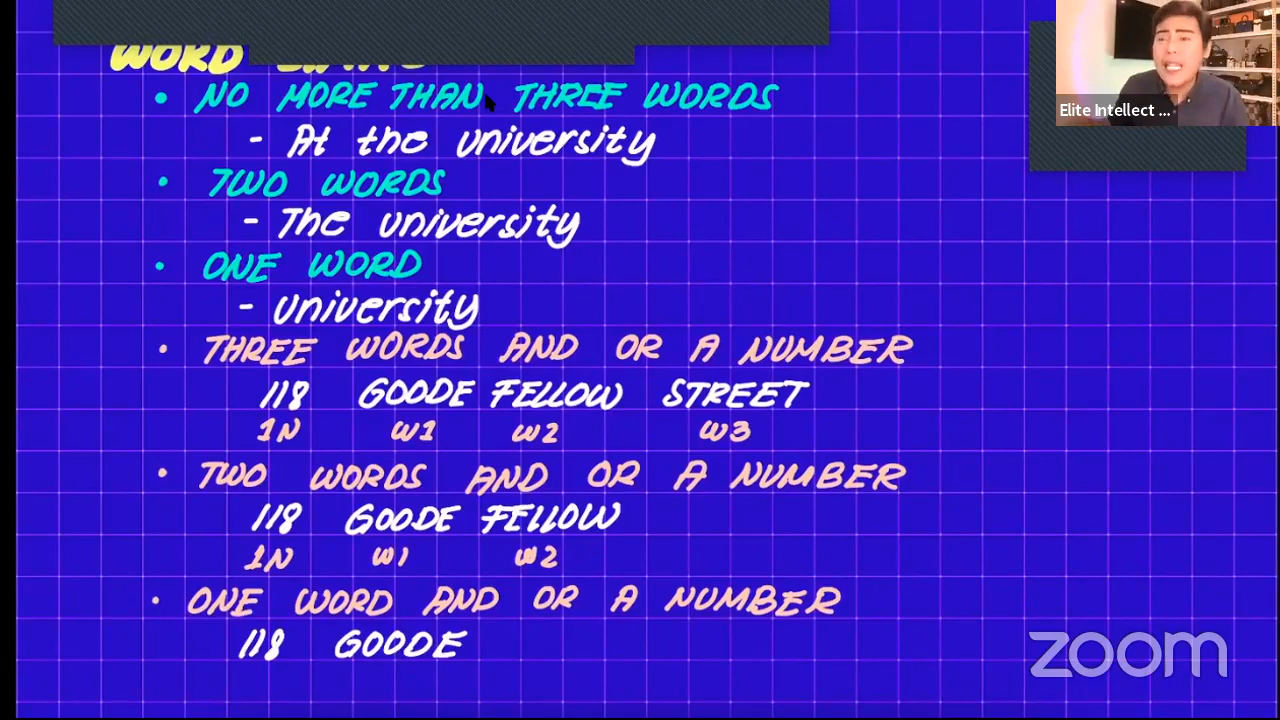 WORD
• NO MORE THAN THREE WORDS
- At the university
• TWO WORDS
- The university
• ONE WORD
- university
• THREE WORDS AND OR A NUMBER
118 GOODE FELLOW STREET
1N W1 W2 W3
• TWO WORDS AND OR A NUMBER
118 GOODE FELLOW
1N W1 W2
• ONE WORD AND OR A NUMBER
118 GOODE
Elite Intellect ...
zoom